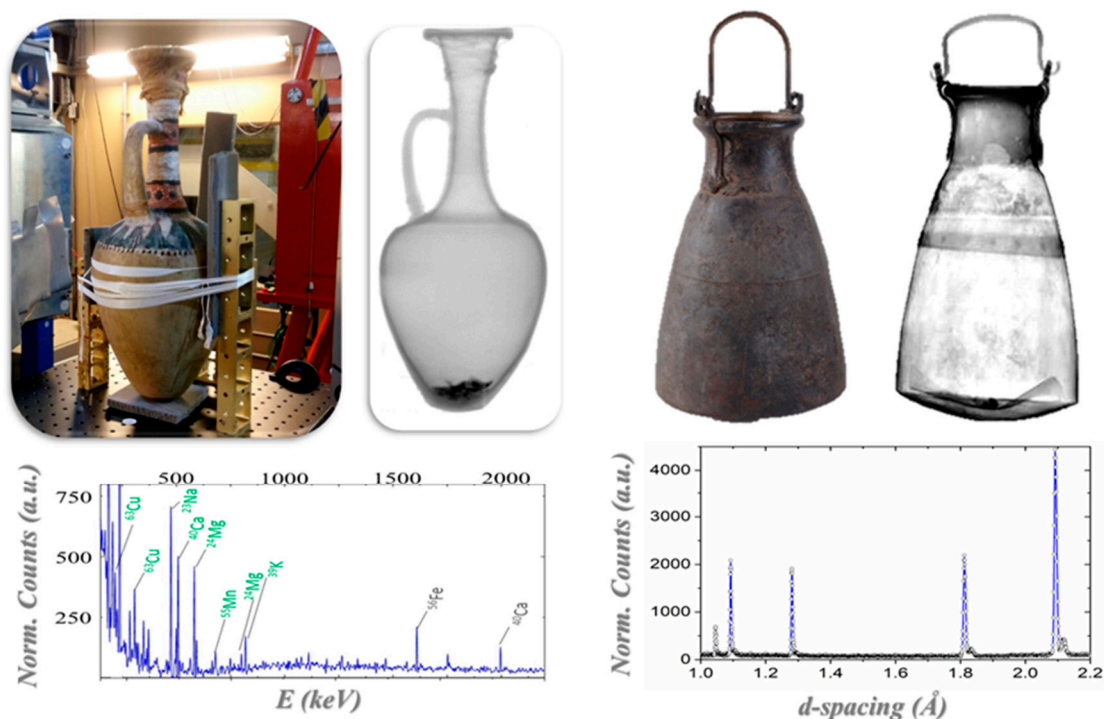 500 1000 1500 2000
750
500
250
Norm. Counts (a.u.)
⁶³Cu
⁶³Cu
²³Na
⁴⁰Ca
²⁴Mg
⁵⁵Mn
²⁴Mg
³⁹K
⁵⁶Fe
⁴⁰Ca
E (keV)
4000
3000
2000
1000
0
Norm. Counts (a.u.)
1.0 1.2 1.4 1.6 1.8 2.0 2.2
d-spacing (Å)